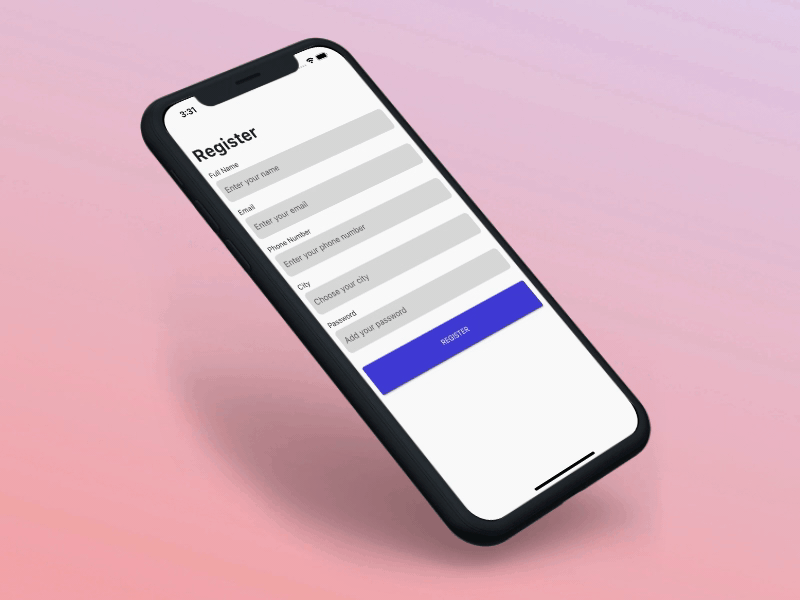 3:31
Register
Full Name
Enter your name
Email
Enter your email
Phone Number
Enter your phone number
City
Choose your city
Password
Add your password
REGISTER